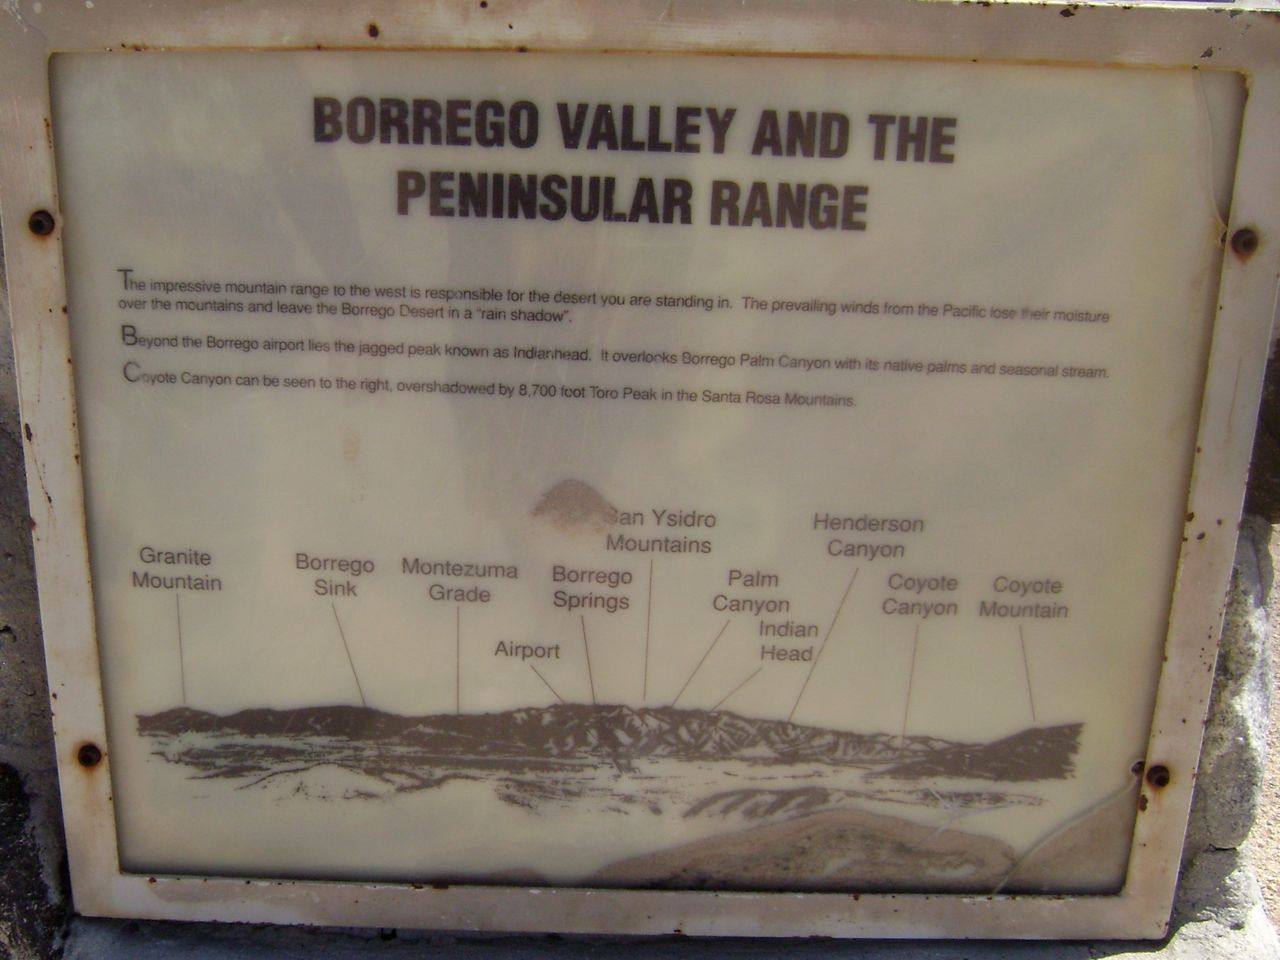 BORREGO VALLEY AND THE
PENINSULAR RANGE
The impressive mountain range to the west is responsible for the desert you are standing in. The prevailing winds from the Pacific lose their moisture
over the mountains and leave the Borrego Desert in a "rain shadow".
Beyond the Borrego airport lies the jagged peak known as Indianhead. It overlooks Borrego Palm Canyon with its native palms and seasonal stream.
Coyote Canyon can be seen to the right, overshadowed by 8,700 foot Toro Peak in the Santa Rosa Mountains.
Granite
Mountain
Borrego
Sink
Montezuma
Grade
Airport
Borrego
Springs
San Ysidro
Mountains
Palm
Canyon
Indian
Head
Henderson
Canyon
Coyote
Canyon
Coyote
Mountain